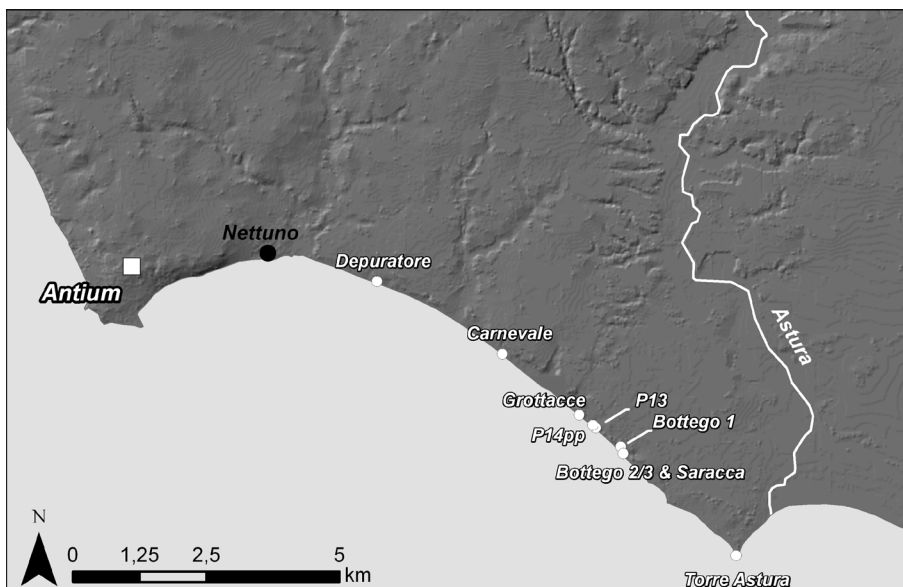 Nettuno
Depuratore
Antium
Astura
Carnevale
Grottacce
P13
Bottego 1
P14pp
Bottego 2/3 & Saracca
N
0 1,25 2,5 5
km
Torre Astura